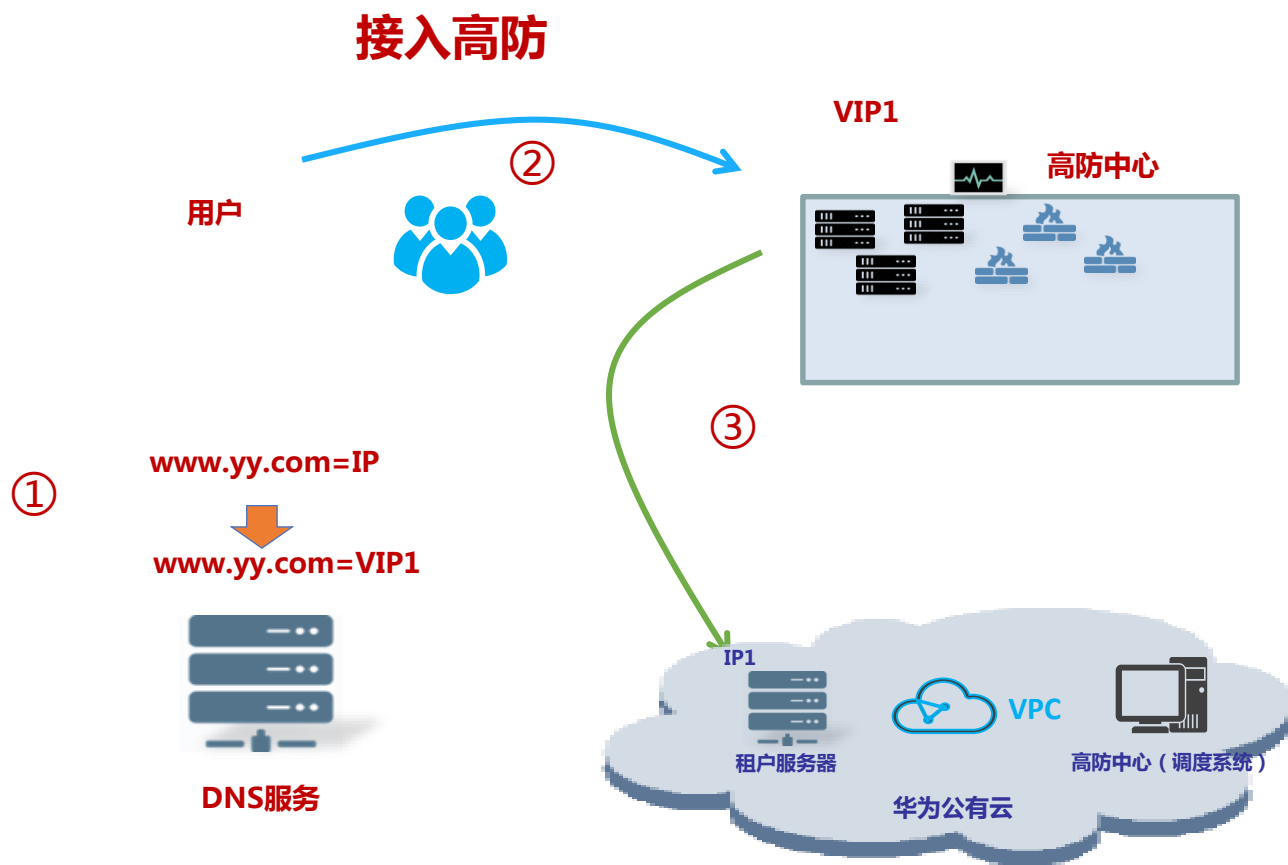 接入高防
VIP1
②
高防中心
用户
③
www.yy.com=IP
①
www.yy.com=VIP1
IP1
VPC
租户服务器
高防中心（调度系统）
DNS服务
华为公有云